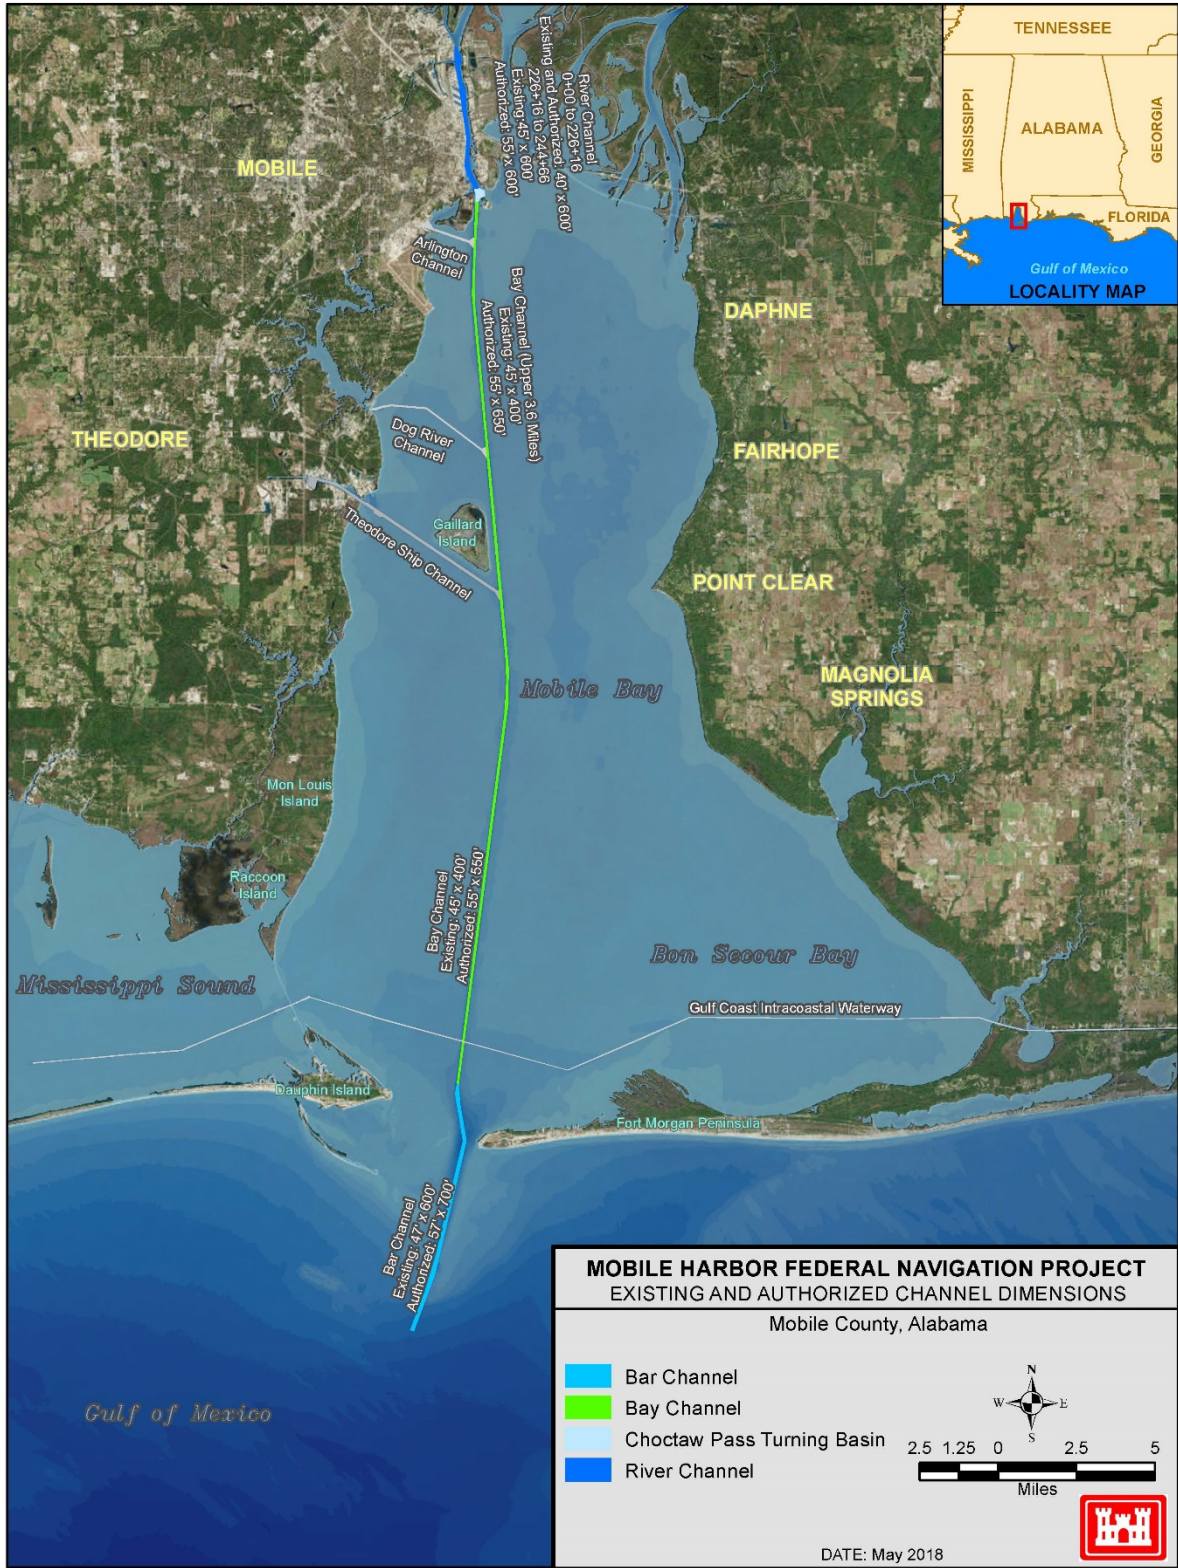 TENNESSEE
MISSISSIPPI
ALABAMA
GEORGIA
FLORIDA
Gulf of Mexico
LOCALITY MAP
River Channel
0+00 to 226+16
Existing and Authorized: 40' x 600'
226+16 to 244+66
Existing:45' x 600'
Authorized: 55' x 600'
MOBILE
Arlington
Channel
Bay Channel (Upper 3.6 Miles)
Existing: 45' x 400'
Authorized: 55' x 650'
DAPHNE
THEODORE
Dog River
Channel
FAIRHOPE
Gaillard
Island
Theodore Ship Channel
POINT CLEAR
Mobile Bay
MAGNOLIA
SPRINGS
Mon Louis
Island
Raccoon
Island
Bay Channel
Existing: 45' x 400'
Authorized: 55' x 550'
Bon Secour Bay
Mississippi Sound
Gulf Coast Intracoastal Waterway
Dauphin Island
Fort Morgan Peninsula
Bar Channel
Existing: 47' x 600'
Authorized: 57' x 700'
Gulf of Mexico
MOBILE HARBOR FEDERAL NAVIGATION PROJECT
EXISTING AND AUTHORIZED CHANNEL DIMENSIONS
Mobile County, Alabama
Bar Channel
Bay Channel
Choctaw Pass Turning Basin
River Channel
N
W E
S
2.5 1.25 0 2.5 5
Miles
DATE: May 2018